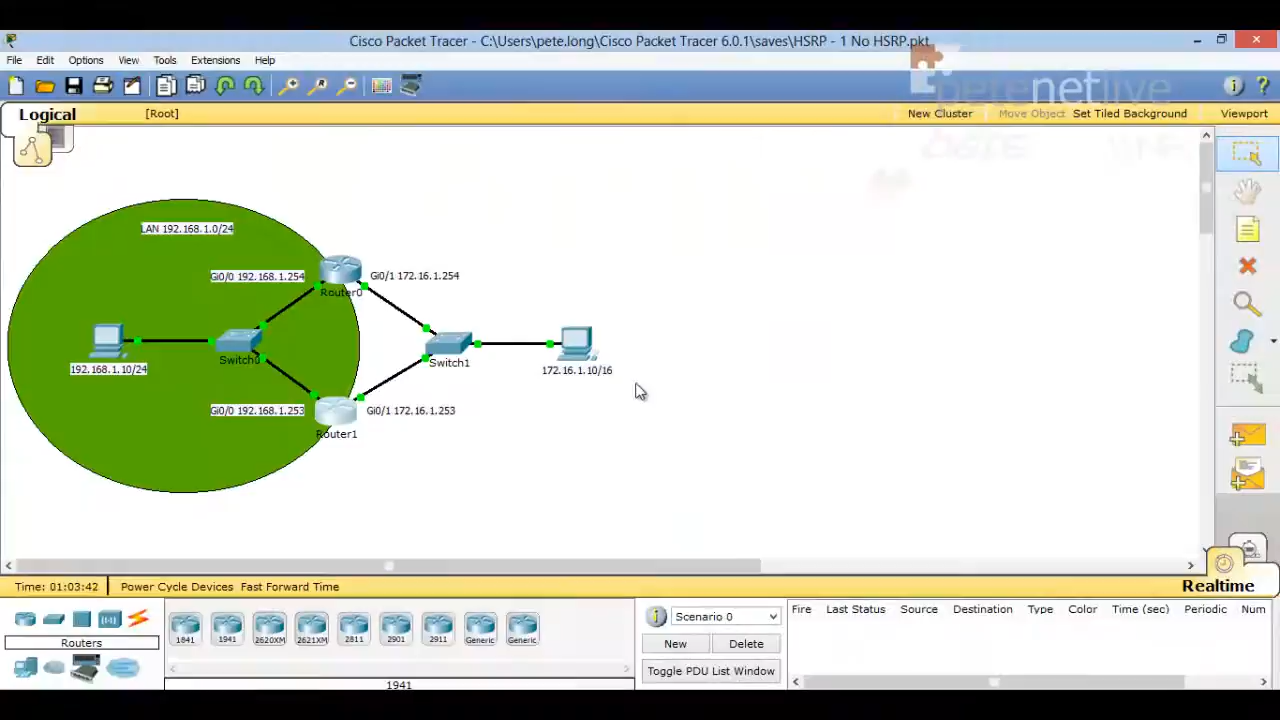 Cisco Packet Tracer - C:\Users\pete.long\Cisco Packet Tracer 6.0.1\saves\HSRP - 1 No HSRP.pkt
File Edit Options View Tools Extensions Help
petenetlive
Logical [Root] New Cluster Move Object Set Tiled Background Viewport
LAN 192.168.1.0/24
Gi0/0 192.168.1.254 Gi0/1 172.16.1.254
Router0
Switch0 Switch1
192.168.1.10/24 172.16.1.10/16
Gi0/0 192.168.1.253 Gi0/1 172.16.1.253
Router1
Time: 01:03:42 Power Cycle Devices Fast Forward Time Realtime
Routers
1841 1941 2620XM 2621XM 2811 2901 2911 Generic Generic
1941
Scenario 0
New Delete
Toggle PDU List Window
Fire Last Status Source Destination Type Color Time (sec) Periodic Num